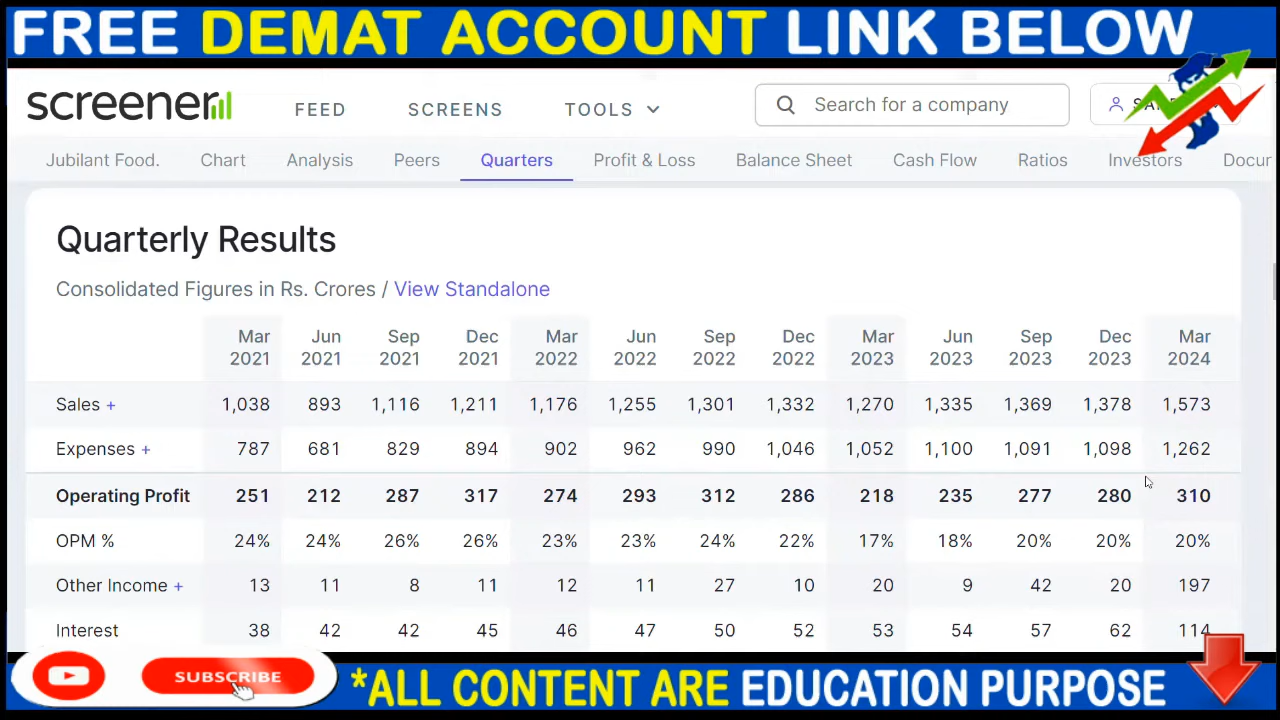 FREE DEMAT ACCOUNT LINK BELOW
screener FEED SCREENS TOOLS Search for a company
Jubilant Food. Chart Analysis Peers Quarters Profit & Loss Balance Sheet Cash Flow Ratios Investors Docur
Quarterly Results
Consolidated Figures in Rs. Crores / View Standalone
Mar 2021 Jun 2021 Sep 2021 Dec 2021 Mar 2022 Jun 2022 Sep 2022 Dec 2022 Mar 2023 Jun 2023 Sep 2023 Dec 2023 Mar 2024
Sales + 1,038 893 1,116 1,211 1,176 1,255 1,301 1,332 1,270 1,335 1,369 1,378 1,573
Expenses + 787 681 829 894 902 962 990 1,046 1,052 1,100 1,091 1,098 1,262
Operating Profit 251 212 287 317 274 293 312 286 218 235 277 280 310
OPM % 24% 24% 26% 26% 23% 23% 24% 22% 17% 18% 20% 20% 20%
Other Income + 13 11 8 11 12 11 27 10 20 9 42 20 197
Interest 38 42 42 45 46 47 50 52 53 54 57 62 114
SUBSCRIBE
*ALL CONTENT ARE EDUCATION PURPOSE